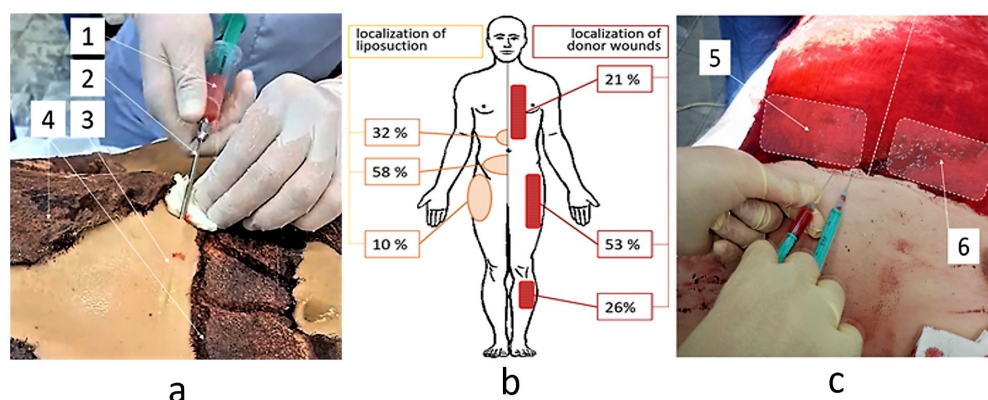 1
2
4 3
a
localization of
liposuction
localization of
donor wounds
21 %
32 %
58 %
10 %
53 %
26%
b
5
6
c